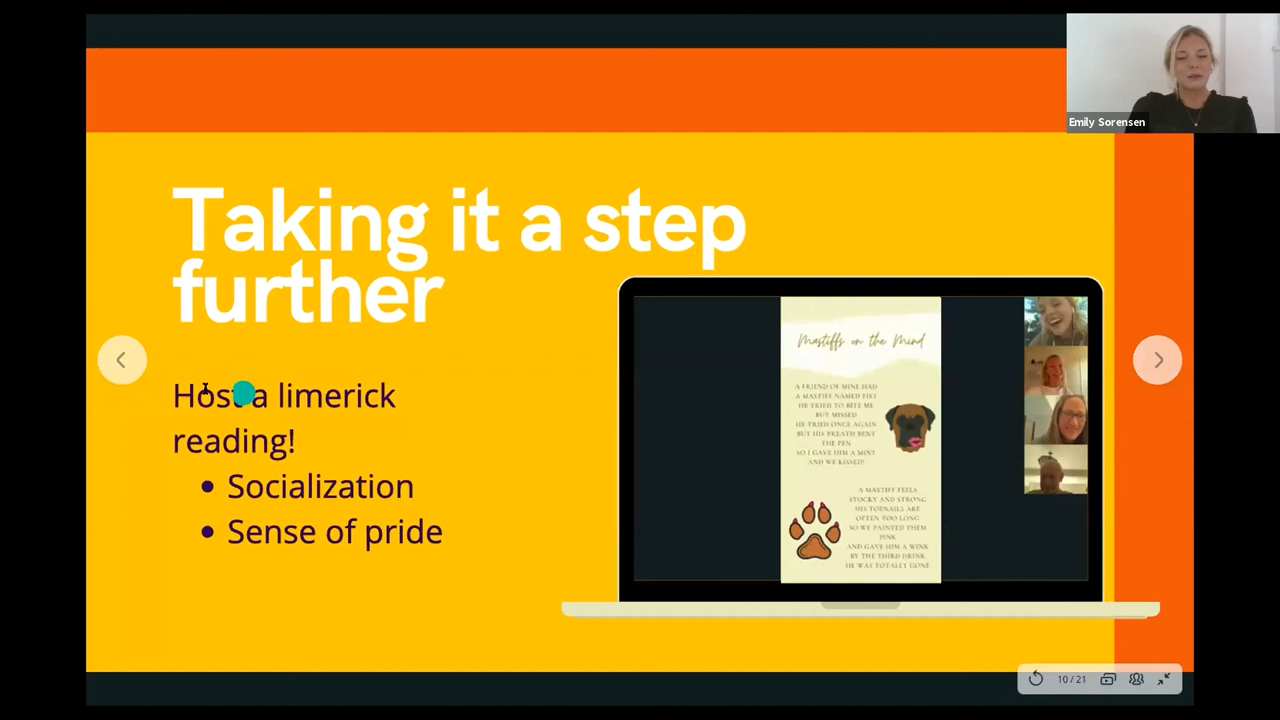 Emily Sorensen
Taking it a step
further
Host a limerick
reading!
• Socialization
• Sense of pride
Mastiffs on the Mind
A FRIEND OF MINE HAD
A MASTIFF NAMED FIST
HE TRIED TO BITE ME
BUT MISSED
HE TRIED ONCE AGAIN
BUT HIS BREATH BENT
THE PEN
SO I GAVE HIM A MINT
AND WE KISSED!
A MASTIFF FEELS
STOCKY AND STRONG
HIS TOENAILS ARE
OFTEN TOO LONG
SO WE PAINTED THEM
PINK
AND GAVE HIM A WINK
BY THE THIRD DRINK
HE WAS TOTALLY GONE
10 / 21